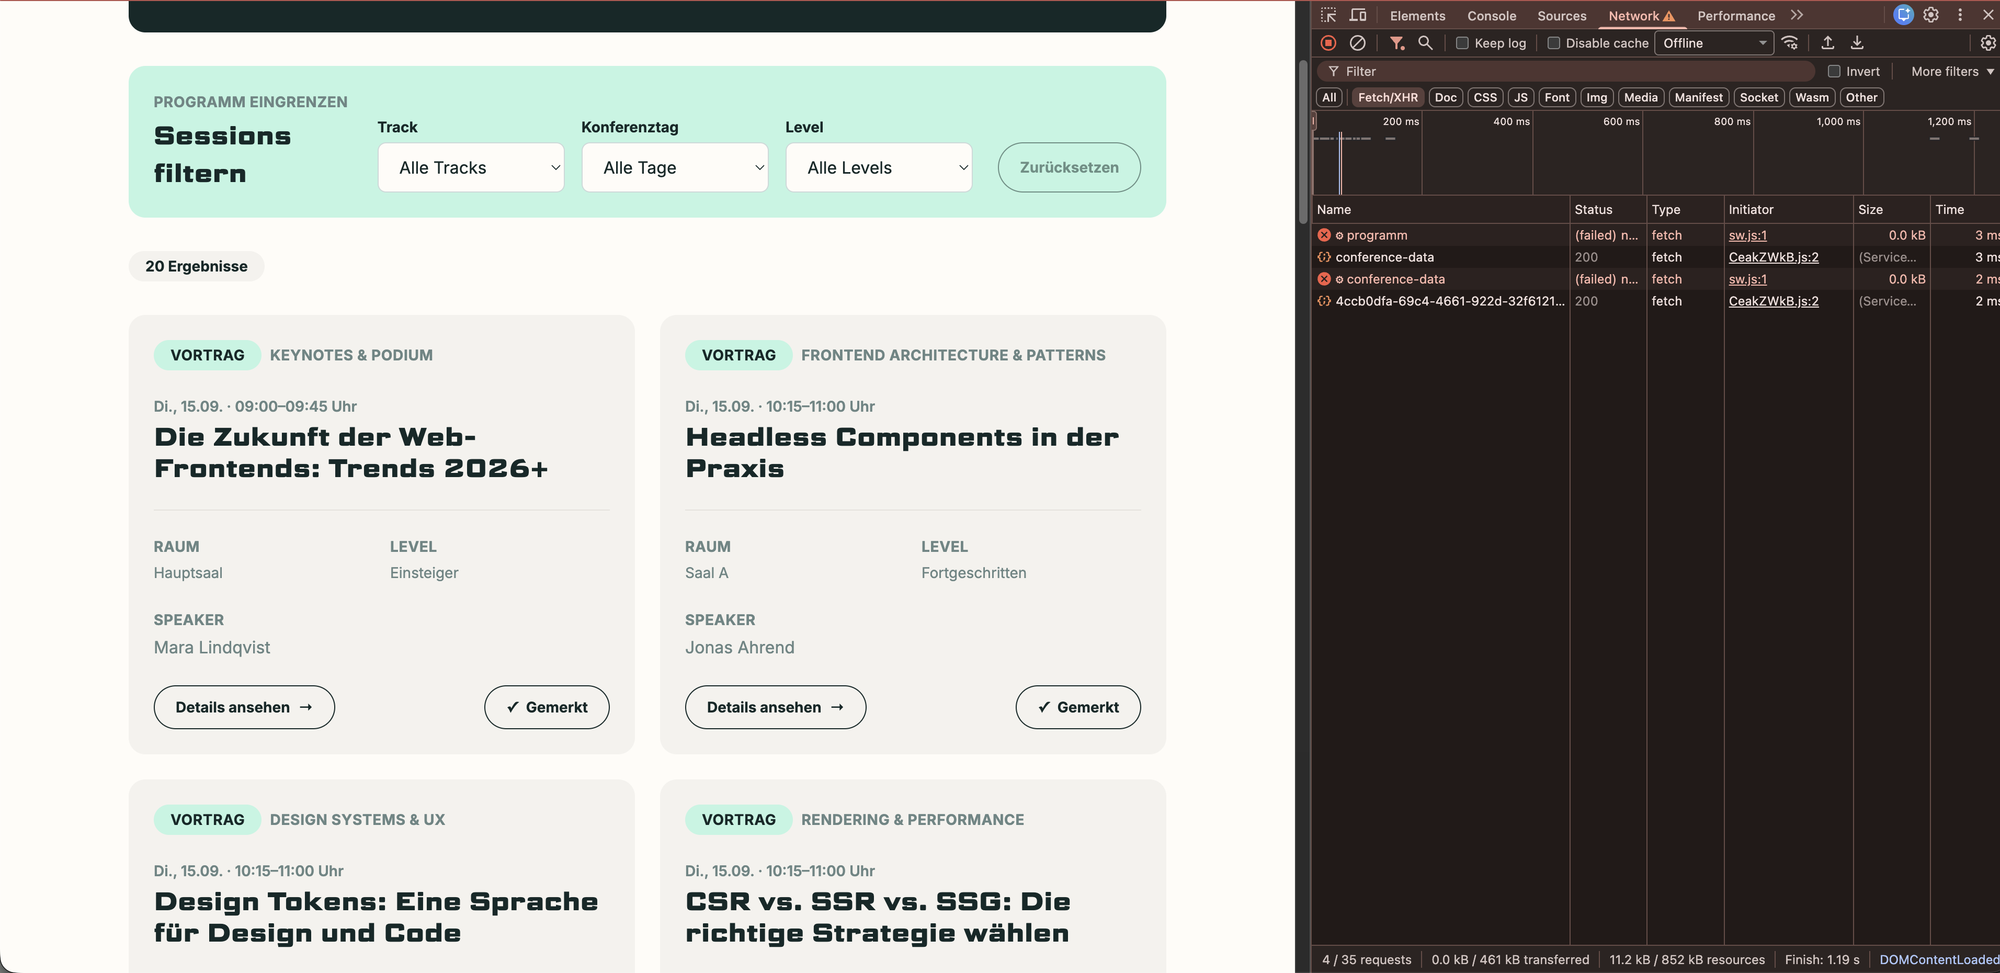 PROGRAMM EINGRENZEN
Sessions
filtern
Track
Alle Tracks
Konferenztag
Alle Tage
Level
Alle Levels
Zurücksetzen
20 Ergebnisse
VORTRAG KEYNOTES & PODIUM
Di., 15.09. · 09:00–09:45 Uhr
Die Zukunft der Web-
Frontends: Trends 2026+
RAUM
Hauptsaal
LEVEL
Einsteiger
SPEAKER
Mara Lindqvist
Details ansehen →
✓ Gemerkt
VORTRAG FRONTEND ARCHITECTURE & PATTERNS
Di., 15.09. · 10:15–11:00 Uhr
Headless Components in der
Praxis
RAUM
Saal A
LEVEL
Fortgeschritten
SPEAKER
Jonas Ahrend
Details ansehen →
✓ Gemerkt
VORTRAG DESIGN SYSTEMS & UX
Di., 15.09. · 10:15–11:00 Uhr
Design Tokens: Eine Sprache
für Design und Code
VORTRAG RENDERING & PERFORMANCE
Di., 15.09. · 10:15–11:00 Uhr
CSR vs. SSR vs. SSG: Die
richtige Strategie wählen
Elements Console Sources Network Performance
Keep log Disable cache Offline
Filter Invert More filters
All Fetch/XHR Doc CSS JS Font Img Media Manifest Socket Wasm Other
200 ms 400 ms 600 ms 800 ms 1,000 ms 1,200 ms
Name Status Type Initiator Size Time
programm (failed) n... fetch sw.js:1 0.0 kB 3 ms
conference-data 200 fetch CeakZWkB.js:2 (Service... 3 ms
conference-data (failed) n... fetch sw.js:1 0.0 kB 2 ms
4ccb0dfa-69c4-4661-922d-32f6121... 200 fetch CeakZWkB.js:2 (Service... 2 ms
4 / 35 requests 0.0 kB / 461 kB transferred 11.2 kB / 852 kB resources Finish: 1.19 s DOMContentLoaded